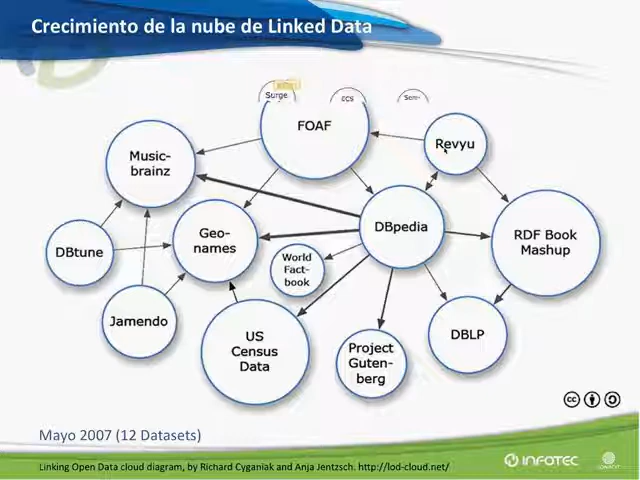 Crecimiento de la nube de Linked Data
Surge
ECS
Sem-
FOAF
Music-
brainz
Revyu
Geo-
names
DBpedia
RDF Book
Mashup
DBtune
World
Fact-
book
Jamendo
US
Census
Data
Project
Guten-
berg
DBLP
Mayo 2007 (12 Datasets)
Linking Open Data cloud diagram, by Richard Cyganiak and Anja Jentzsch. http://lod-cloud.net/
INFOTEC
CONACYT